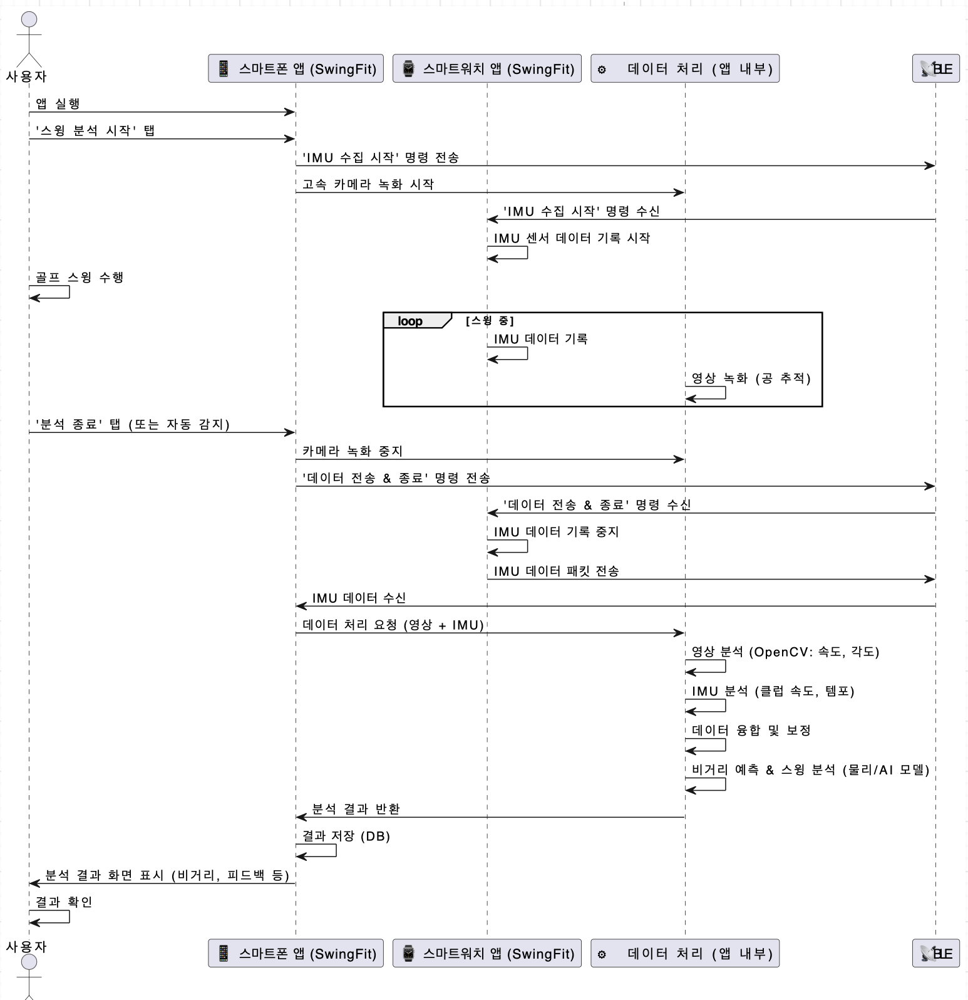 사용자
스마트폰 앱 (SwingFit)
스마트워치 앱 (SwingFit)
데이터 처리 (앱 내부)
BLE
앱 실행
'스윙 분석 시작' 탭
'IMU 수집 시작' 명령 전송
고속 카메라 녹화 시작
'IMU 수집 시작' 명령 수신
IMU 센서 데이터 기록 시작
골프 스윙 수행
loop [스윙 중]
IMU 데이터 기록
영상 녹화 (공 추적)
'분석 종료' 탭 (또는 자동 감지)
카메라 녹화 중지
'데이터 전송 & 종료' 명령 전송
'데이터 전송 & 종료' 명령 수신
IMU 데이터 기록 중지
IMU 데이터 패킷 전송
IMU 데이터 수신
데이터 처리 요청 (영상 + IMU)
영상 분석 (OpenCV: 속도, 각도)
IMU 분석 (클럽 속도, 템포)
데이터 융합 및 보정
비거리 예측 & 스윙 분석 (물리/AI 모델)
분석 결과 반환
결과 저장 (DB)
분석 결과 화면 표시 (비거리, 피드백 등)
결과 확인
사용자
스마트폰 앱 (SwingFit)
스마트워치 앱 (SwingFit)
데이터 처리 (앱 내부)
BLE